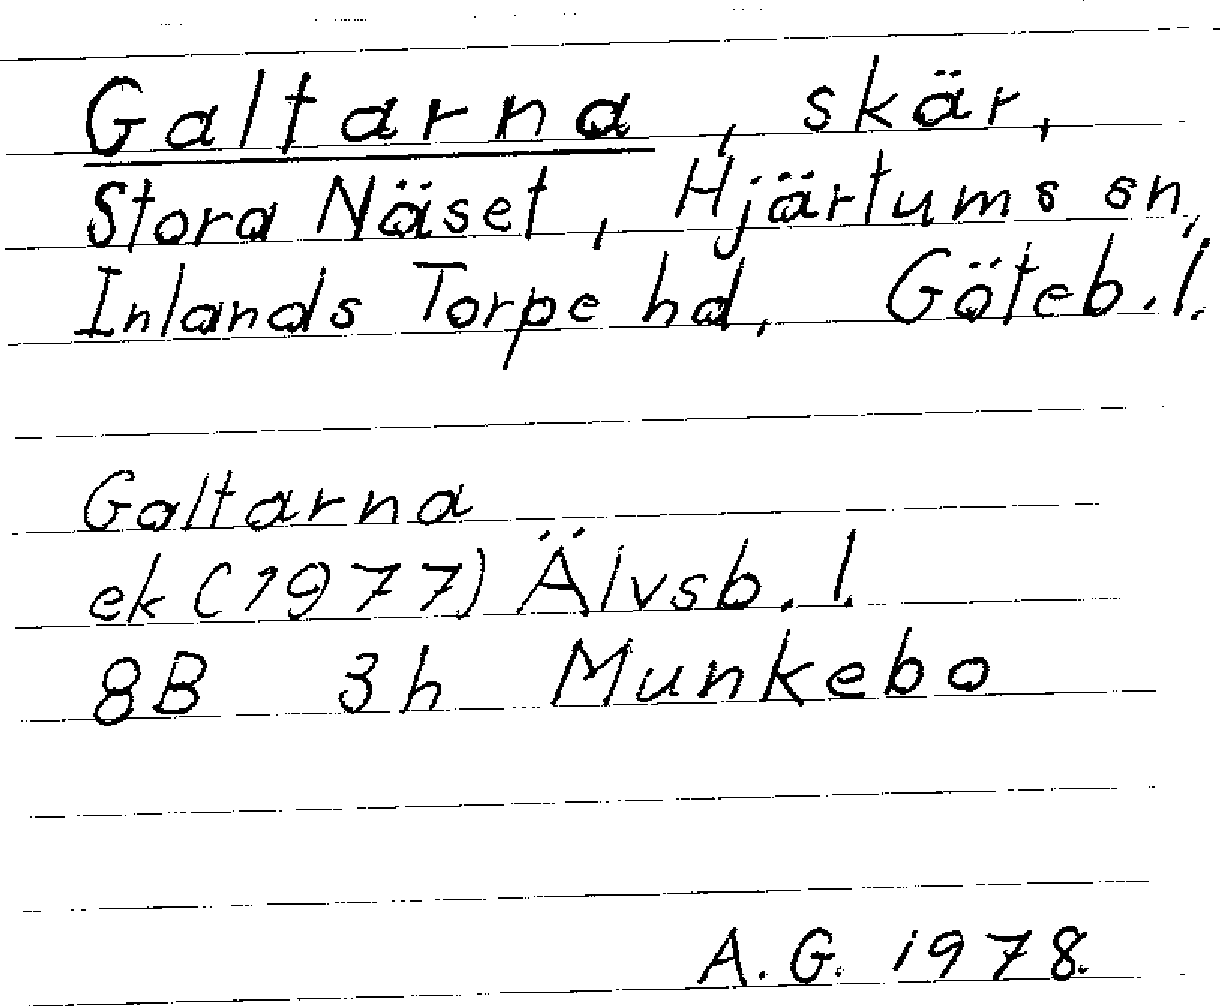 Galtarna, skär,
Stora Näset, Hjärtums sn,
Inlands Torpe hd, Göteb.l.
Galtarna
ek (1977) Älvsb.l.
8B 3h Munkebo
A.G. 1978.